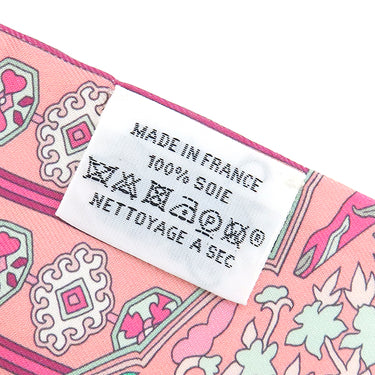 MADE IN FRANCE
100% SOIE
®
NETTOYAGE A SEC